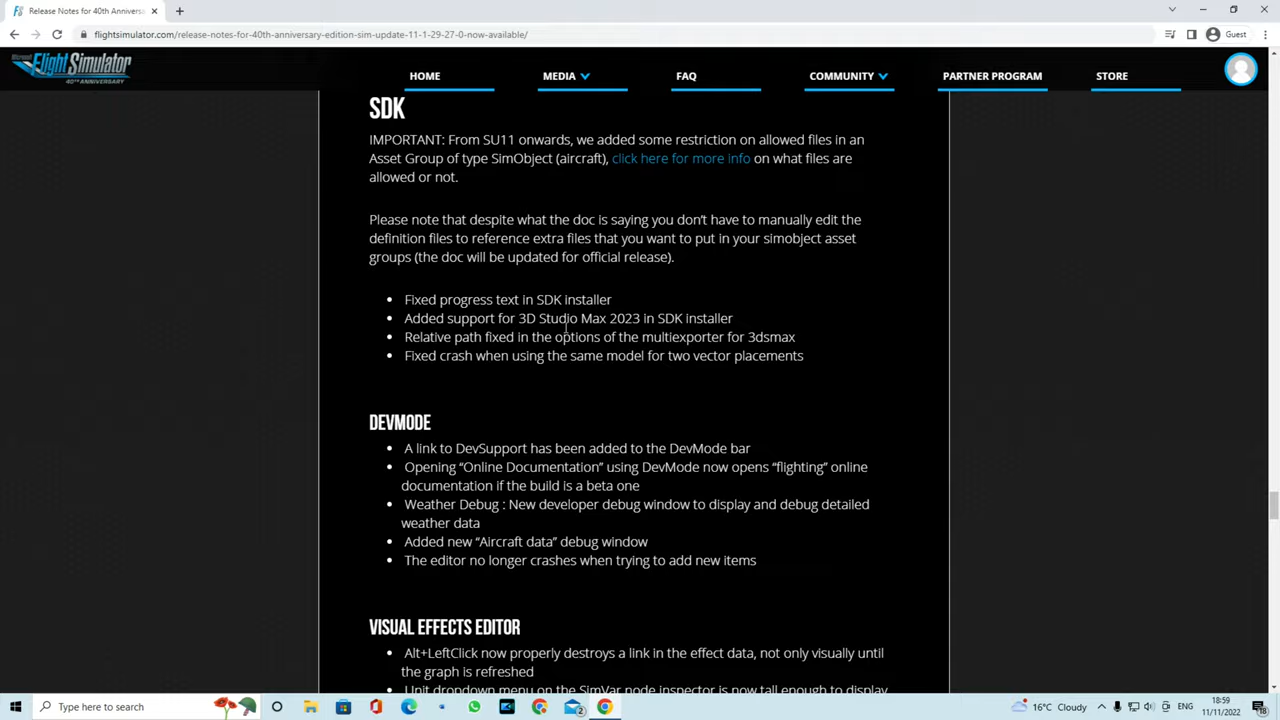 Release Notes for 40th Annivers
flightsimulator.com/release-notes-for-40th-anniversary-edition-sim-update-11-1-29-27-0-now-available/
Guest
Microsoft
Flight Simulator
40TH ANNIVERSARY
HOME
MEDIA
FAQ
COMMUNITY
PARTNER PROGRAM
STORE
SDK
IMPORTANT: From SU11 onwards, we added some restriction on allowed files in an
Asset Group of type SimObject (aircraft), click here for more info on what files are
allowed or not.
Please note that despite what the doc is saying you don't have to manually edit the
definition files to reference extra files that you want to put in your simobject asset
groups (the doc will be updated for official release).
• Fixed progress text in SDK installer
• Added support for 3D Studio Max 2023 in SDK installer
• Relative path fixed in the options of the multiexporter for 3dsmax
• Fixed crash when using the same model for two vector placements
DEVMODE
• A link to DevSupport has been added to the DevMode bar
• Opening “Online Documentation” using DevMode now opens “flighting” online
documentation if the build is a beta one
• Weather Debug : New developer debug window to display and debug detailed
weather data
• Added new “Aircraft data” debug window
• The editor no longer crashes when trying to add new items
VISUAL EFFECTS EDITOR
• Alt+LeftClick now properly destroys a link in the effect data, not only visually until
the graph is refreshed
• Unit dropdown menu on the SimVar node inspector is now tall enough to display
Type here to search
2
16°C Cloudy
ENG
18:59
11/11/2022
18